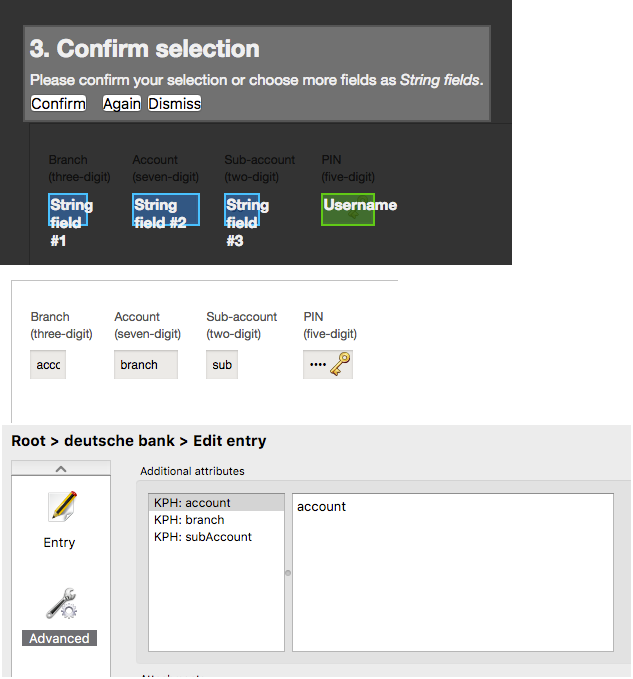 3. Confirm selection
Please confirm your selection or choose more fields as String fields.
Confirm Again Dismiss
Branch Account Sub-account PIN
(three-digit) (seven-digit) (two-digit) (five-digit)
String String String Username
field field #2 field
#1 #3
Branch Account Sub-account PIN
(three-digit) (seven-digit) (two-digit) (five-digit)
acco branch sub ••••
Root > deutsche bank > Edit entry
Additional attributes
KPH: account account
KPH: branch
KPH: subAccount
Entry
Advanced